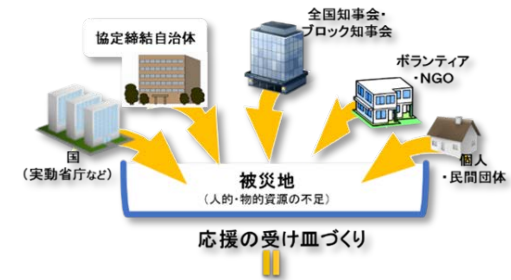 全国知事会・
ブロック知事会
協定締結自治体
ボランティア
・NGO
国
（実動省庁など）
個人
・民間団体
被災地
（人的・物的資源の不足）
応援の受け皿づくり